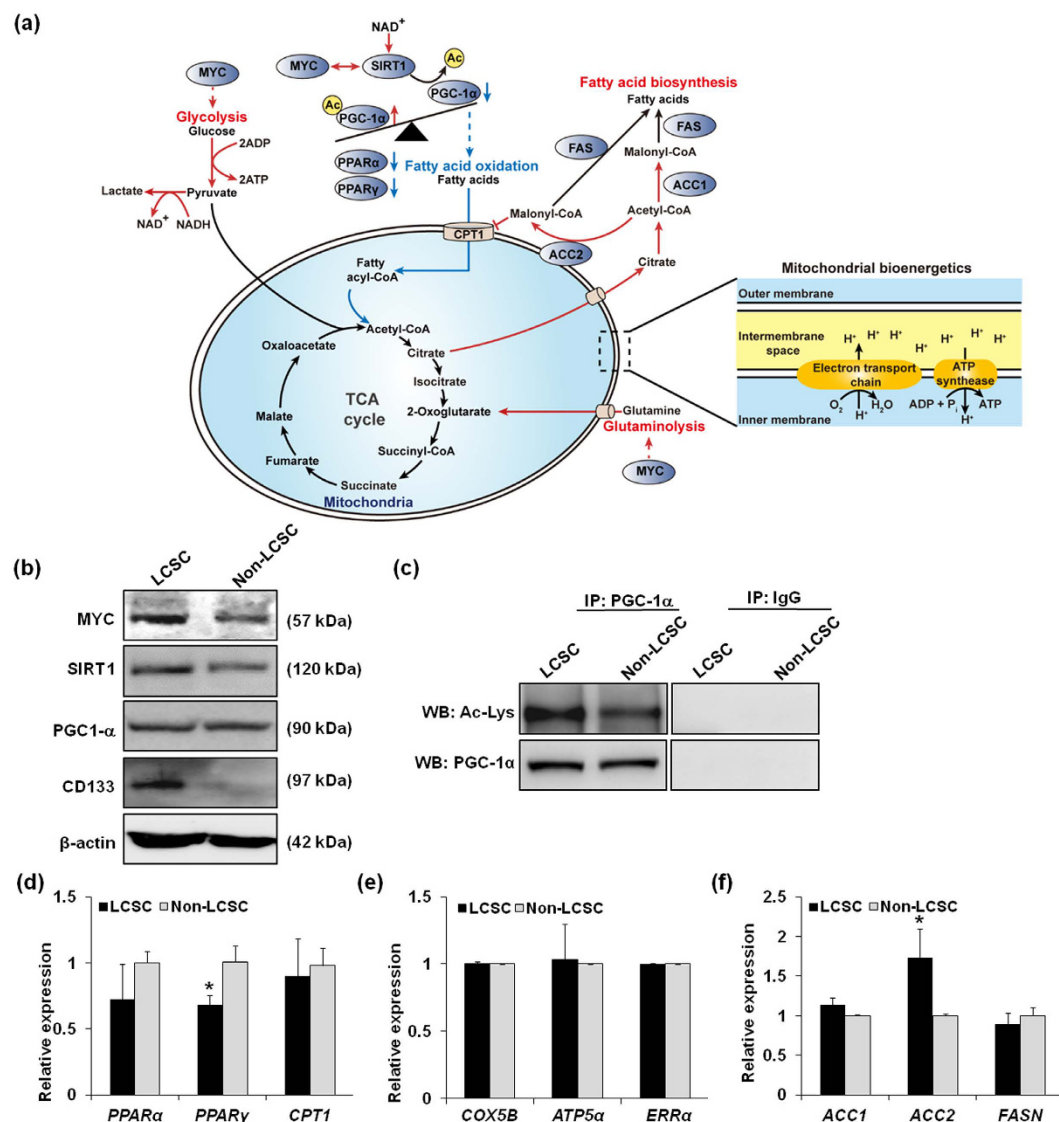 (a)
NAD+
MYC
SIRT1
Ac
PGC-1α
Ac
PGC-1α
PPARα
PPARγ
Fatty acid oxidation
Fatty acids
MYC
Glycolysis
Glucose
2ADP
2ATP
Lactate
Pyruvate
NAD+
NADH
Fatty acid biosynthesis
Fatty acids
FAS
FAS
Malonyl-CoA
ACC1
Malonyl-CoA
Acetyl-CoA
CPT1
ACC2
Citrate
Fatty
acyl-CoA
Acetyl-CoA
Oxaloacetate
Citrate
Isocitrate
TCA
cycle
2-Oxoglutarate
Malate
Succinyl-CoA
Fumarate
Succinate
Mitochondria
Glutamine
Glutaminolysis
MYC
Mitochondrial bioenergetics
Outer membrane
Intermembrane
space
H+ H+ H+ H+ H+ H+ H+ H+
Electron transport
chain
ATP
synthease
O2
H+
H2O
ADP + Pi
ATP
H+
Inner membrane
(b)
LCSC
Non-LCSC
MYC
(57 kDa)
SIRT1
(120 kDa)
PGC1-α
(90 kDa)
CD133
(97 kDa)
β-actin
(42 kDa)
(c)
IP: PGC-1α
IP: IgG
LCSC
Non-LCSC
LCSC
Non-LCSC
WB: Ac-Lys
WB: PGC-1α
(d)
Relative expression
1.5
1
0.5
0
LCSC
Non-LCSC
*
PPARα
PPARγ
CPT1
(e)
Relative expression
1.5
1
0.5
0
LCSC
Non-LCSC
COX5B
ATP5α
ERRα
(f)
Relative expression
2.5
2
1.5
1
0.5
0
LCSC
Non-LCSC
*
ACC1
ACC2
FASN